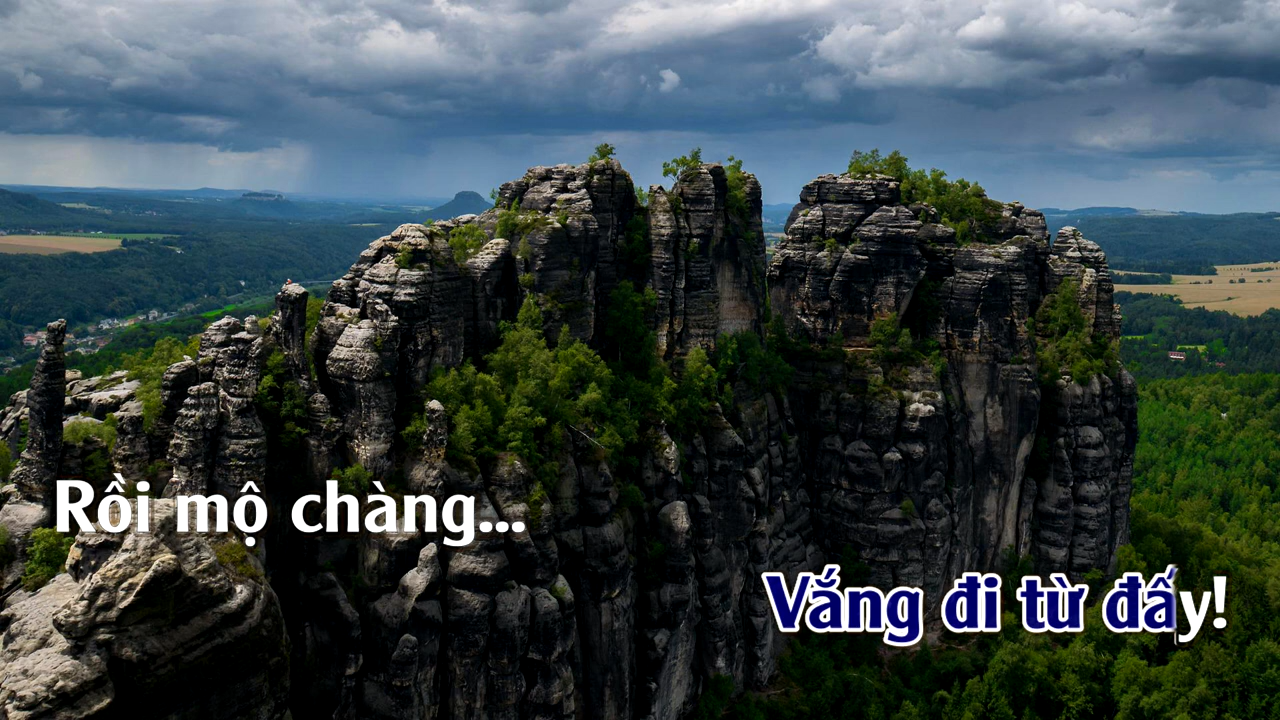 Rồi mộ chàng...
Vắng đi từ đấy!